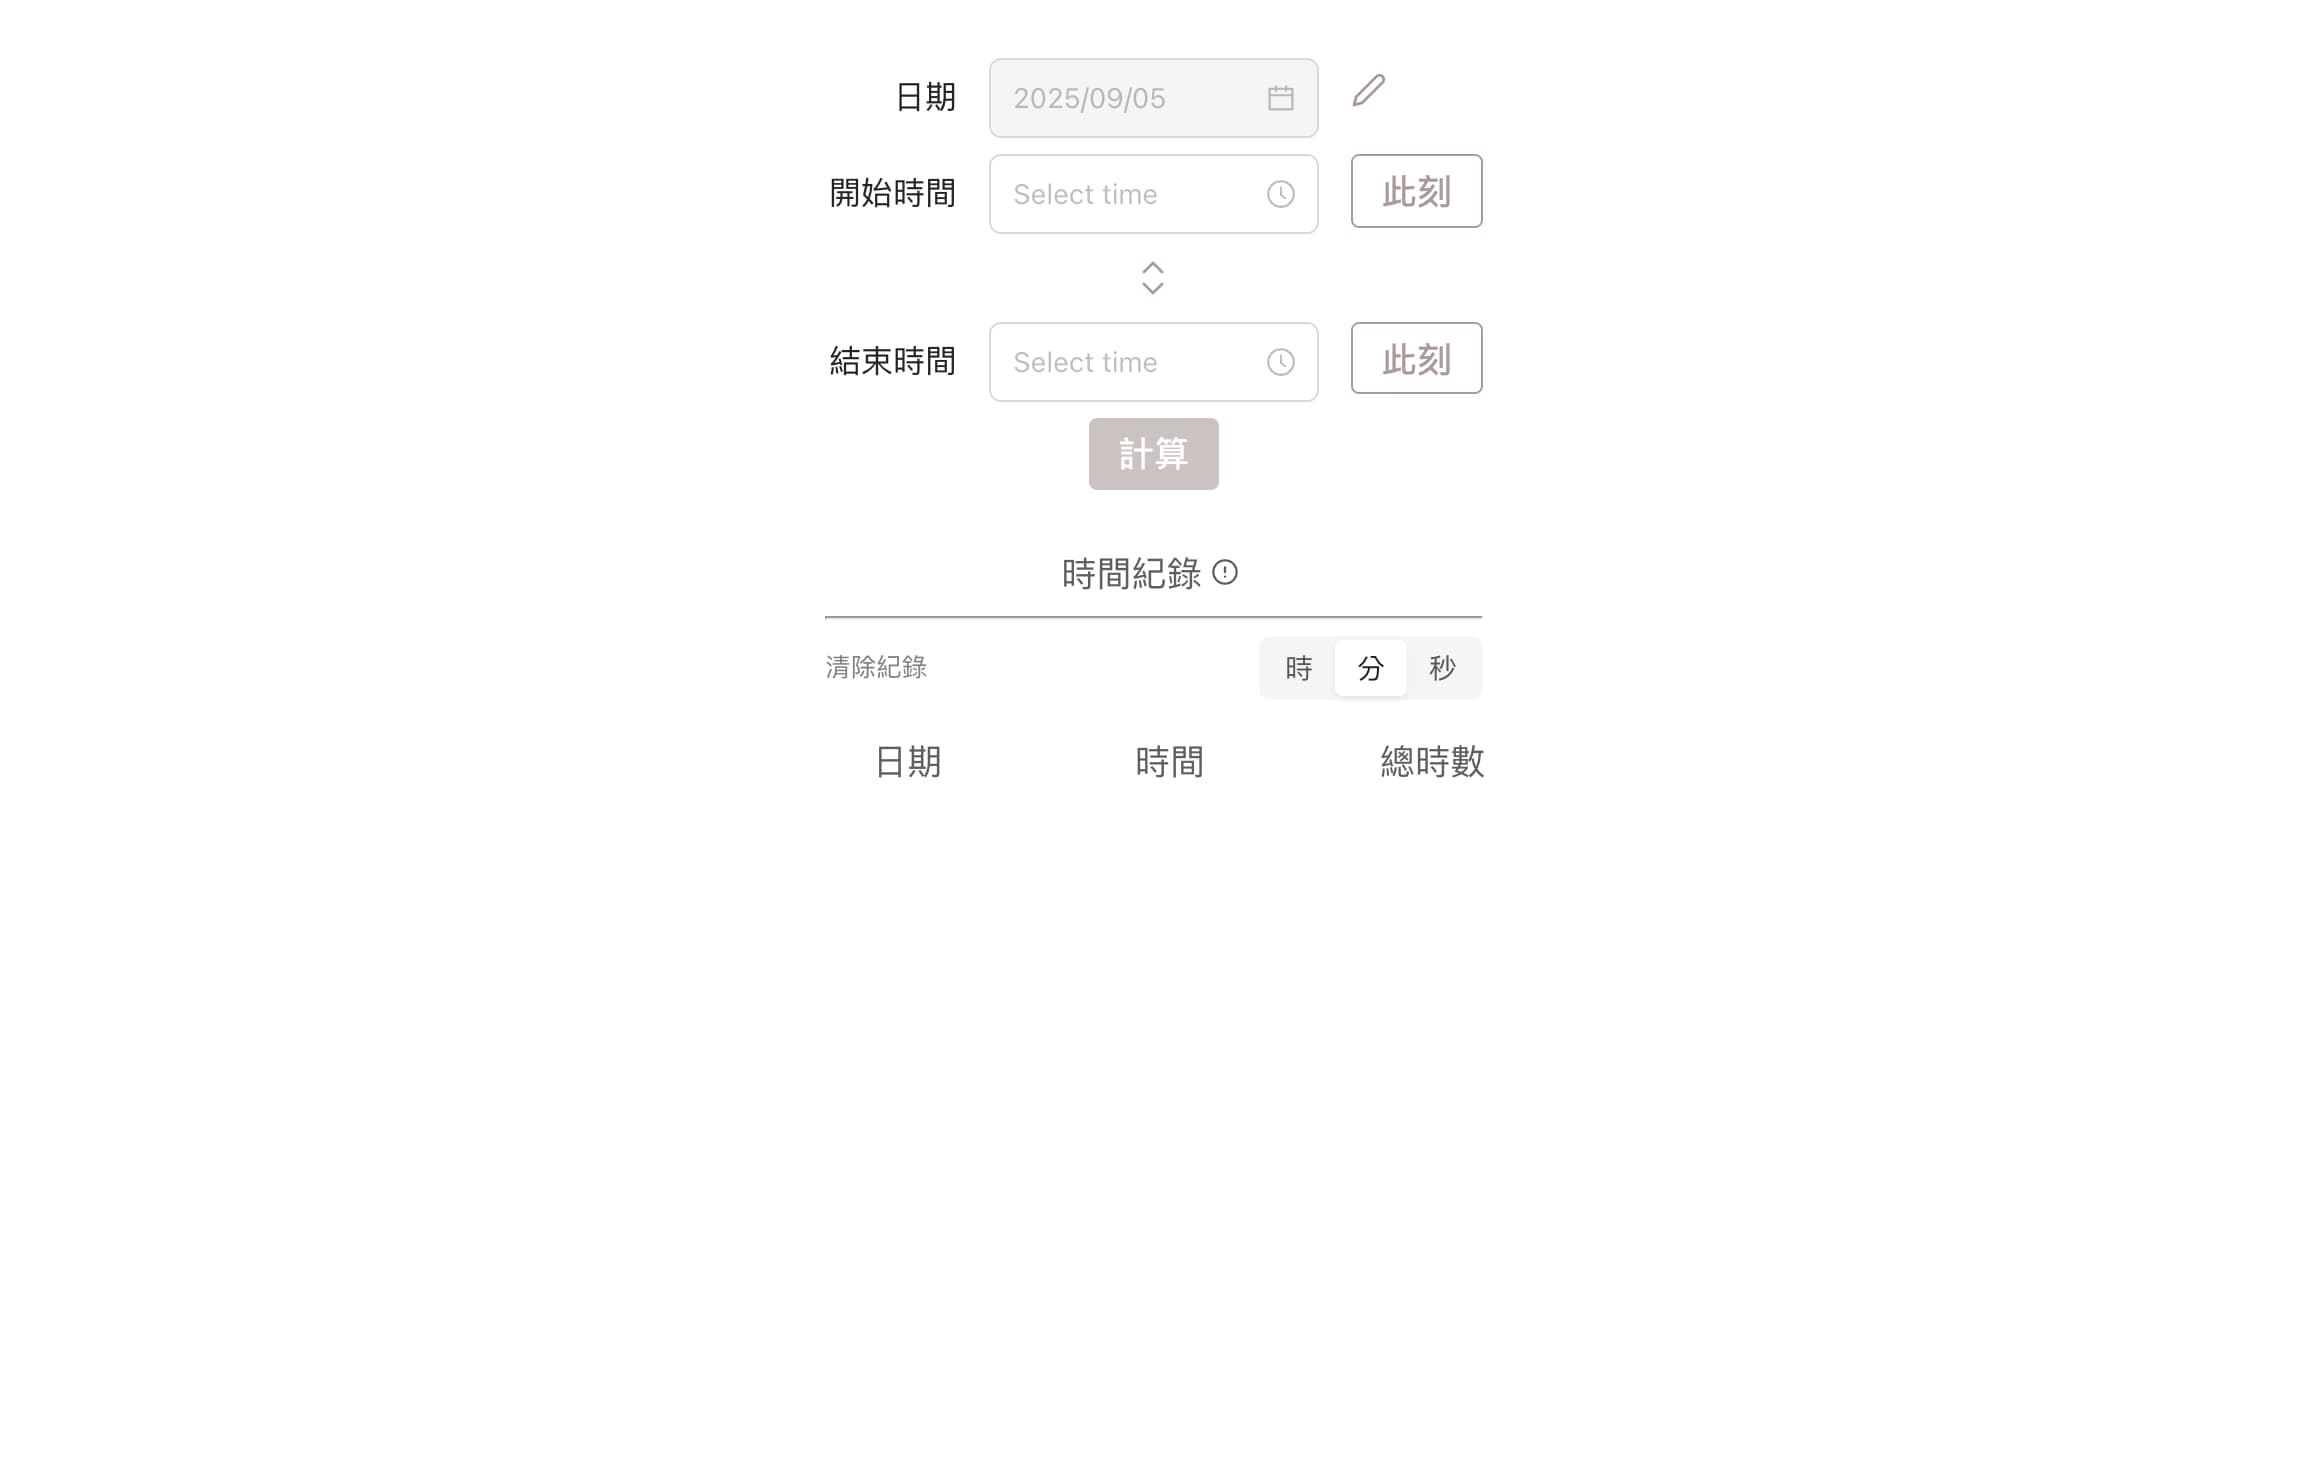 日期 2025/09/05
開始時間 Select time 此刻
結束時間 Select time 此刻
計算
時間紀錄
清除紀錄 時 分 秒
日期 時間 總時數